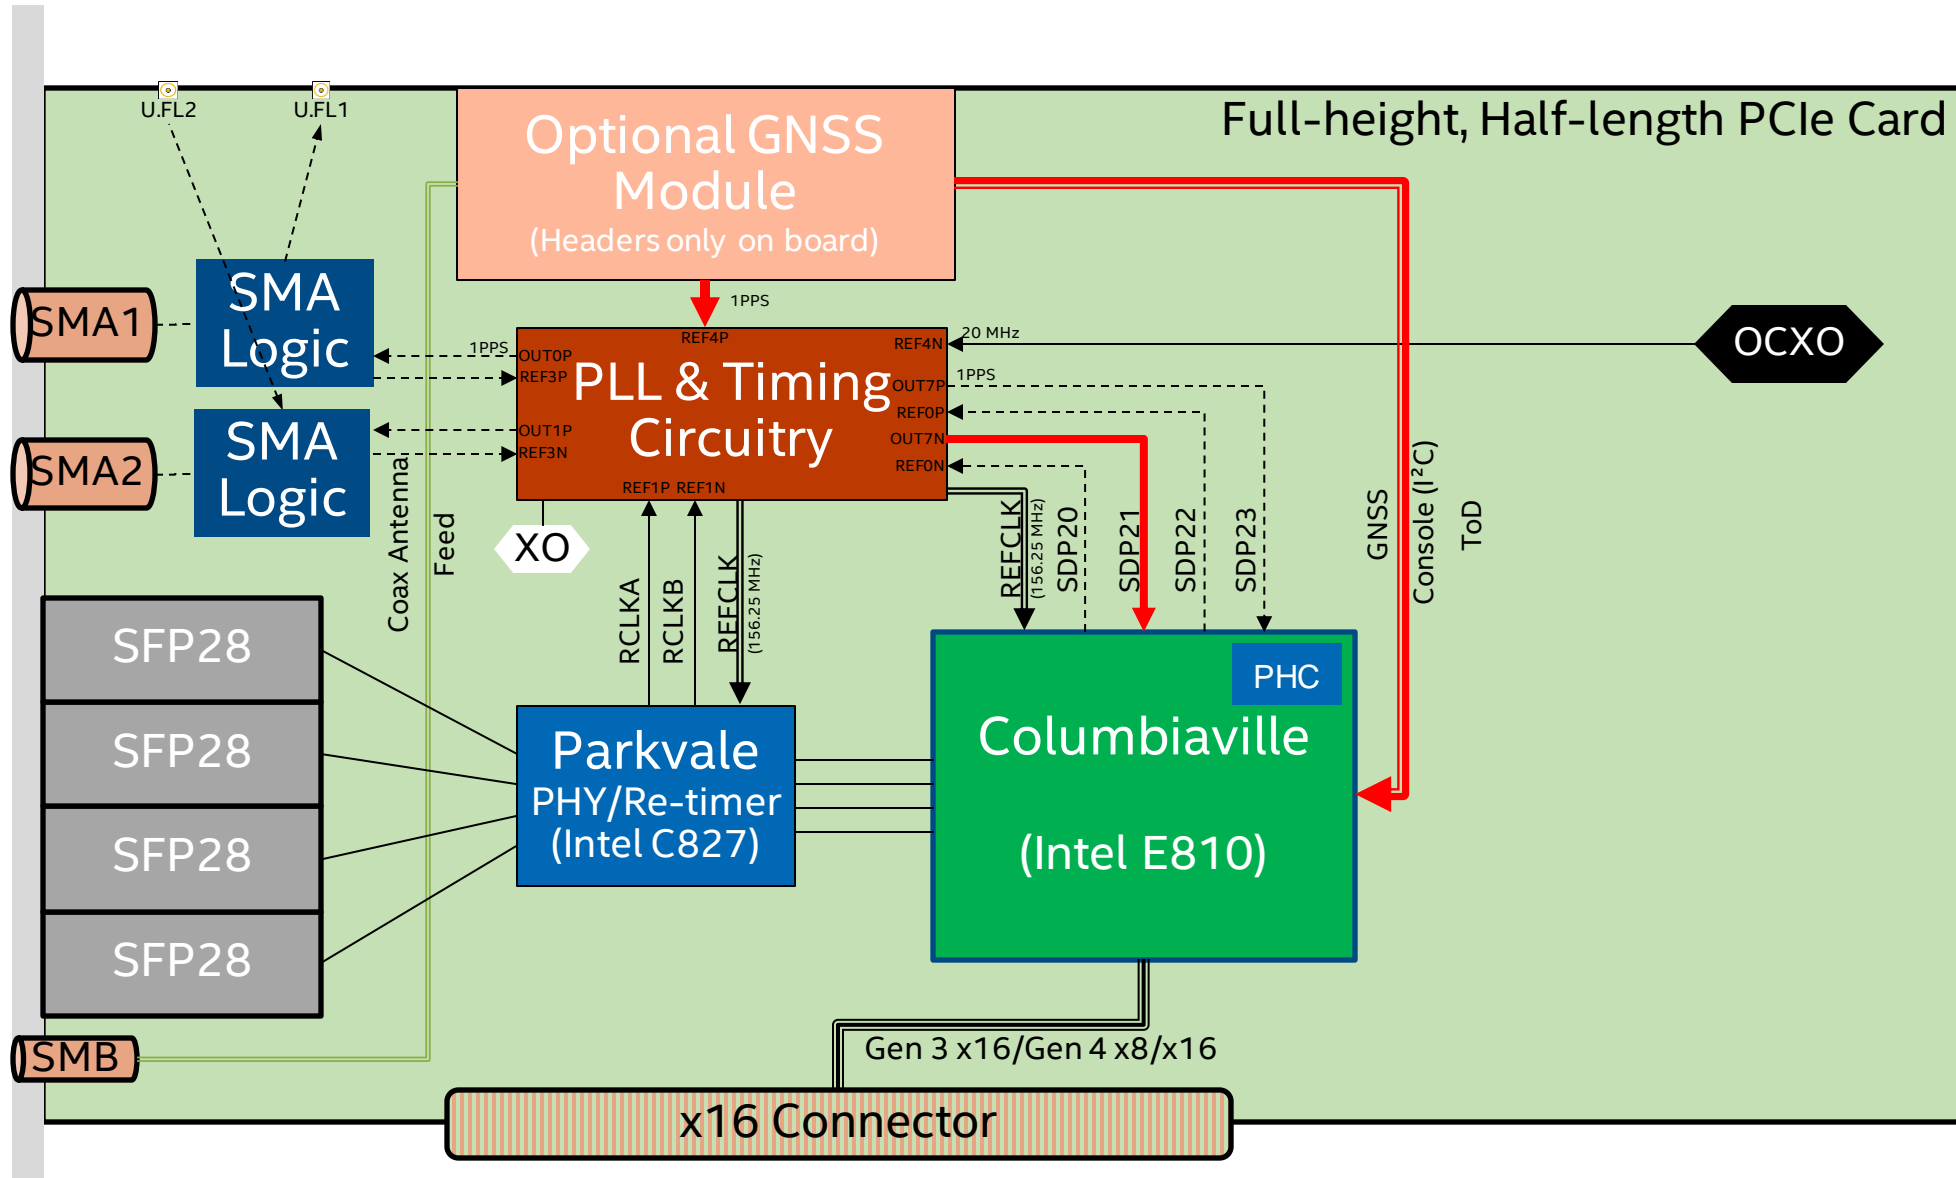 U.FL2
U.FL1
Optional GNSS
Module
(Headers only on board)
Full-height, Half-length PCIe Card
SMA1
SMA
Logic
SMA2
SMA
Logic
1PPS
1PPS
REF4P
OUT0P
REF3P
OUT1P
REF3N
PLL & Timing
Circuitry
REF4N
OUT7P
REF0P
OUT7N
REF0N
REF1P
REF1N
20 MHz
1PPS
OCXO
XO
Coax Antenna
Feed
RCLKA
RCLKB
REFCLK
(156.25 MHz)
REFCLK
(156.25 MHz)
SDP20
SDP21
SDP22
SDP23
GNSS
Console (I²C)
ToD
SFP28
SFP28
SFP28
SFP28
Parkvale
PHY/Re-timer
(Intel C827)
PHC
Columbiaville
(Intel E810)
SMB
Gen 3 x16/Gen 4 x8/x16
x16 Connector